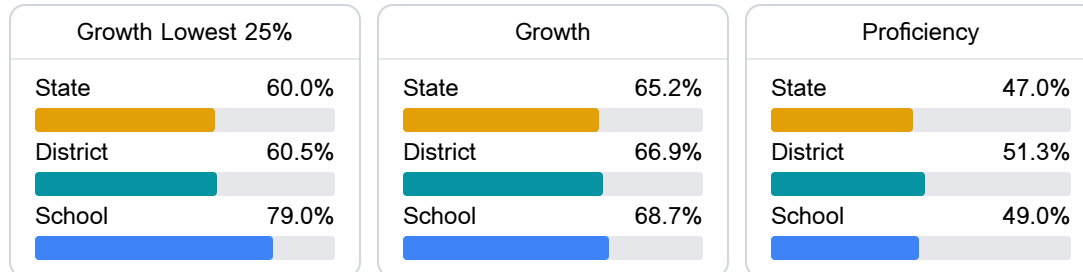 Growth Lowest 25%
State 60.0%
District 60.5%
School 79.0%
Growth
State 65.2%
District 66.9%
School 68.7%
Proficiency
State 47.0%
District 51.3%
School 49.0%